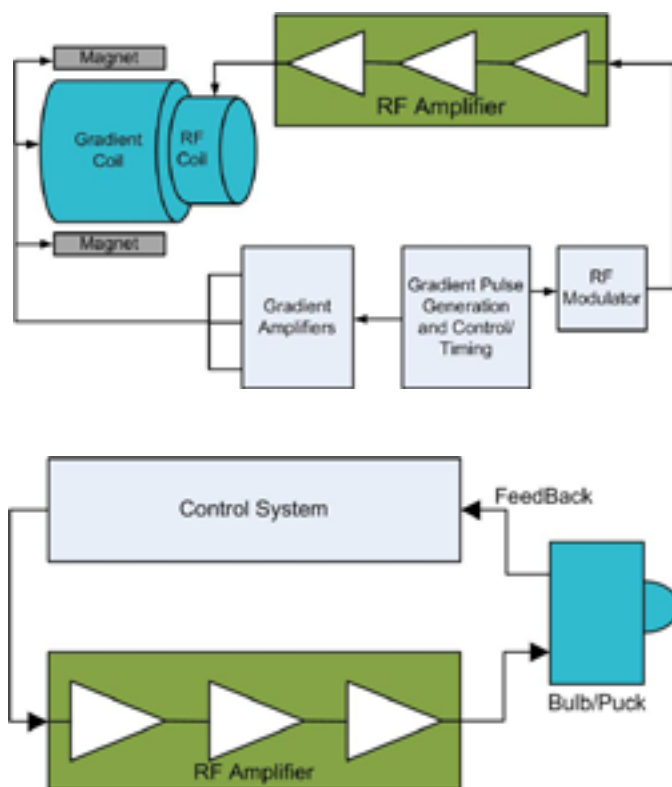 Magnet
RF Amplifier
Gradient
Coil
RF
Coil
Magnet
Gradient
Amplifiers
Gradient Pulse
Generation
and Control/
Timing
RF
Modulator
Control System
FeedBack
Bulb/Puck
RF Amplifier